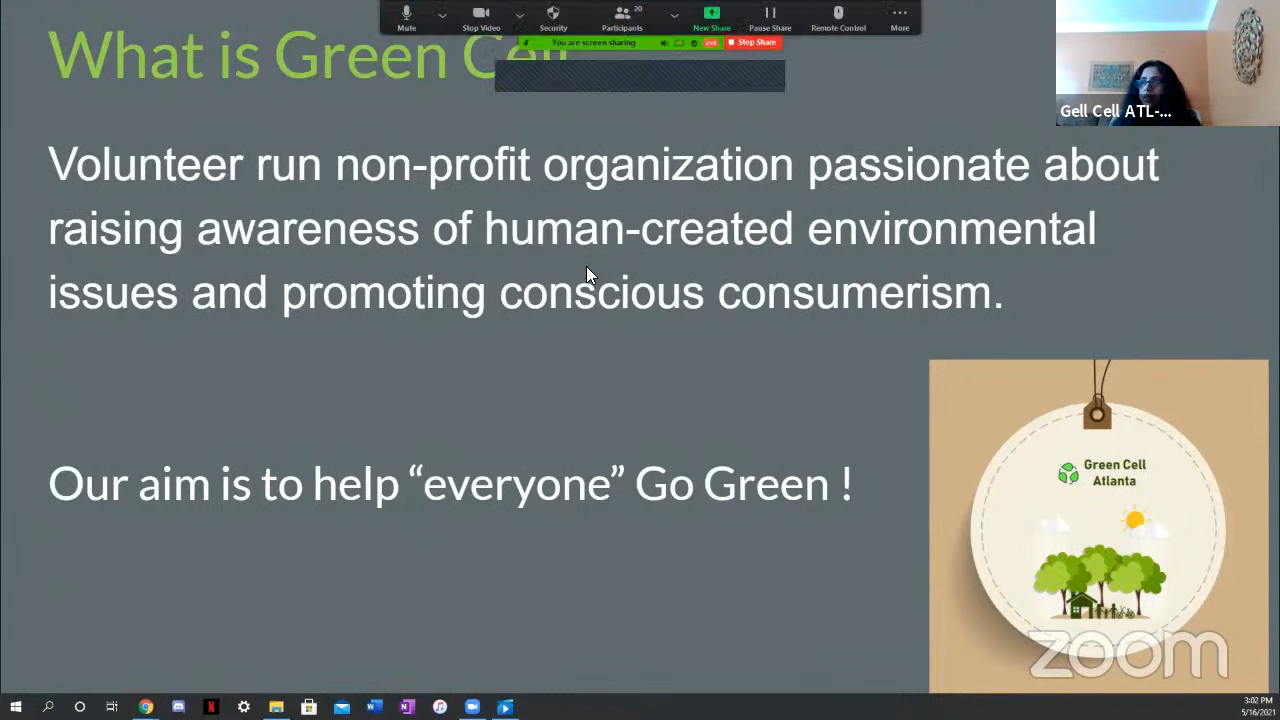 20
Mute
Stop Video
Security
Participants
New Share
Pause Share
Remote Control
More
You are screen sharing
LIVE
Stop Share
What is Green Cell
Gell Cell ATL-...
Volunteer run non-profit organization passionate about
raising awareness of human-created environmental
issues and promoting conscious consumerism.
Our aim is to help “everyone” Go Green !
Green Cell
Atlanta
zoom
3:02 PM
5/16/2021